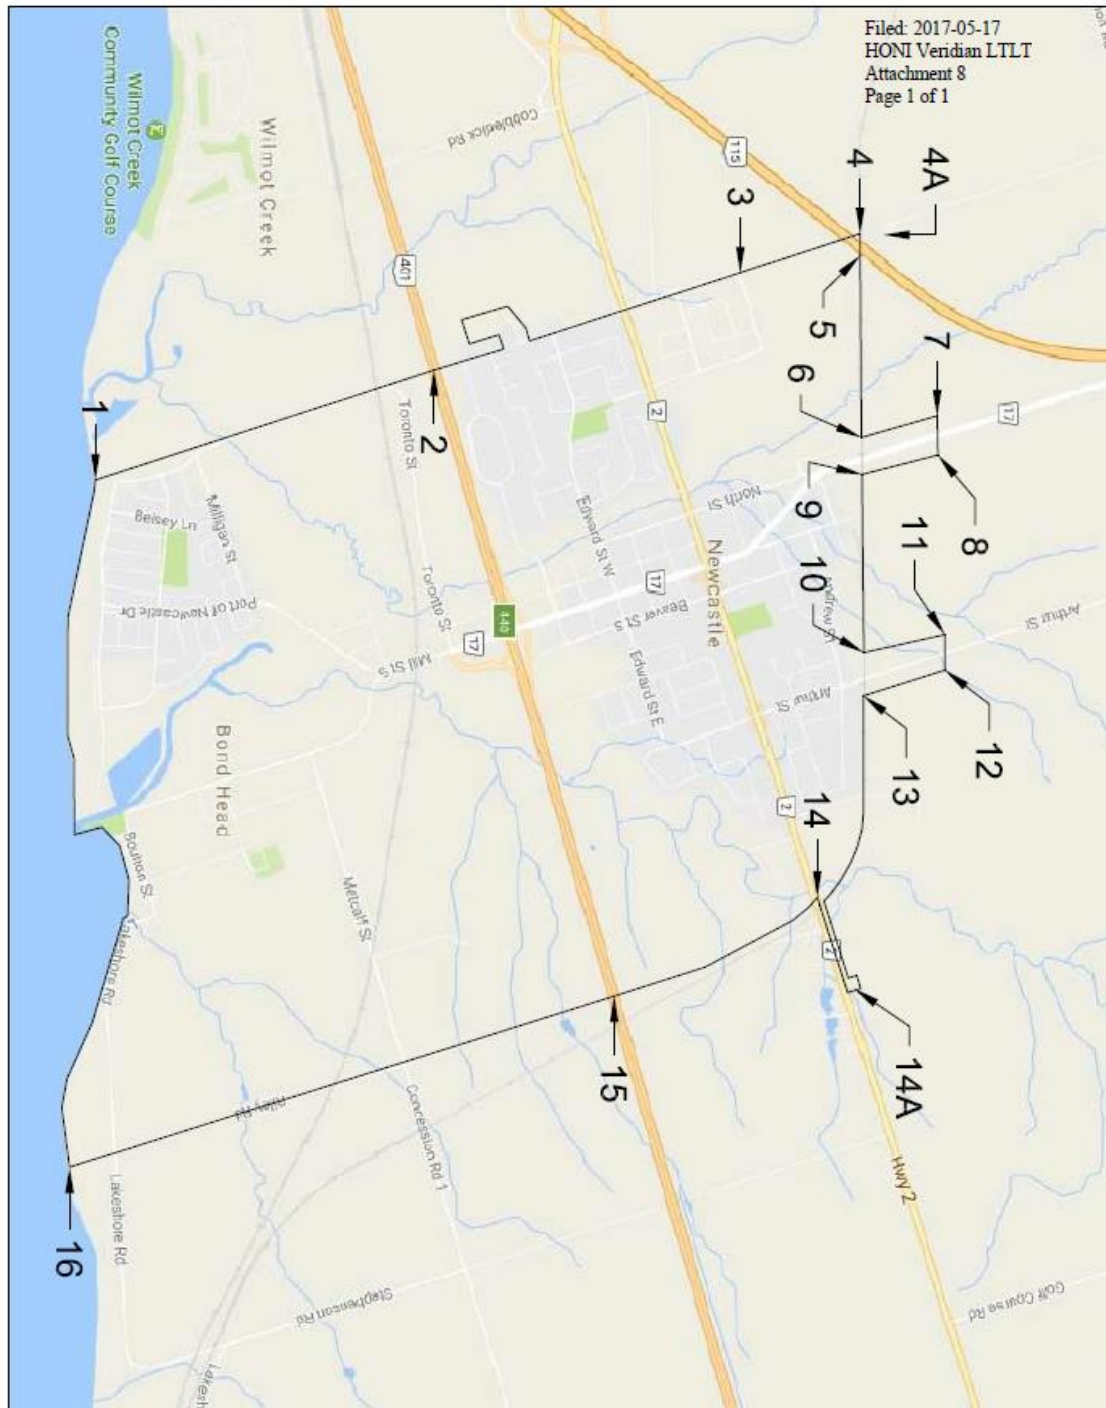 Filed: 2017-05-17
HONI Veridian LTLT
Attachment 8
Page 1 of 1
Wilmot Creek
Community Golf Course
Wilmot Creek
Cobbledick Rd
115
4
4A
3
5
6
7
17
401
2
9
8
1
2
Toronto St
North St
11
Belsey Ln
Milligan St
Edward St W
Newcastle
10
Andrew St
Arthur St
Port of Newcastle Dr
Toronto St
440
17
Beaver St S
17
Mill St S
Edward St E
Arthur St
12
13
Bond Head
2
14
Boulton St
Metcalf St
2
Lakeshore Rd
14A
15
Riley Rd
Concession Rd 1
Hwy 2
Lakeshore Rd
16
Stephenson Rd
Golf Course Rd